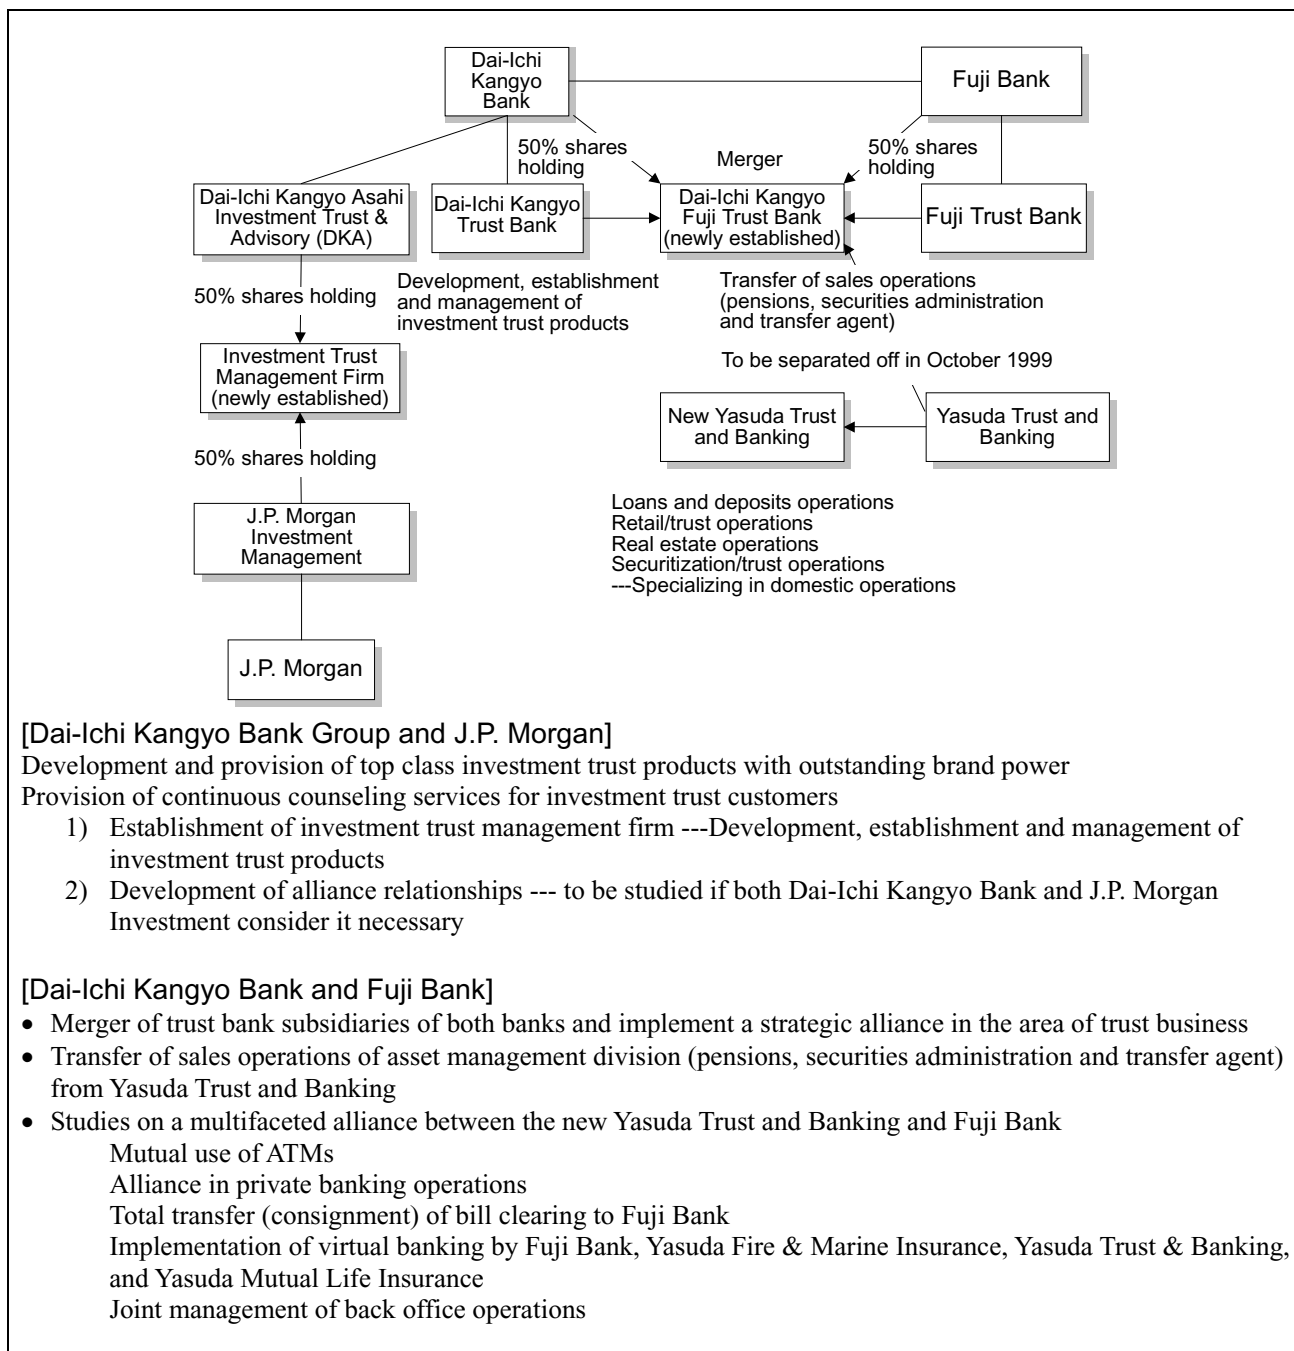 Dai-Ichi
Kangyo
Bank
Fuji Bank
50% shares
holding
Merger
50% shares
holding
Dai-Ichi Kangyo Asahi
Investment Trust &
Advisory (DKA)
Dai-Ichi Kangyo
Trust Bank
Dai-Ichi Kangyo
Fuji Trust Bank
(newly established)
Fuji Trust Bank
50% shares holding
Development, establishment
and management of
investment trust products
Transfer of sales operations
(pensions, securities administration
and transfer agent)
Investment Trust
Management Firm
(newly established)
To be separated off in October 1999
New Yasuda Trust
and Banking
Yasuda Trust and
Banking
50% shares holding
J.P. Morgan
Investment
Management
Loans and deposits operations
Retail/trust operations
Real estate operations
Securitization/trust operations
---Specializing in domestic operations
J.P. Morgan
[Dai-Ichi Kangyo Bank Group and J.P. Morgan]
Development and provision of top class investment trust products with outstanding brand power
Provision of continuous counseling services for investment trust customers
1) Establishment of investment trust management firm ---Development, establishment and management of
investment trust products
2) Development of alliance relationships --- to be studied if both Dai-Ichi Kangyo Bank and J.P. Morgan
Investment consider it necessary
[Dai-Ichi Kangyo Bank and Fuji Bank]
• Merger of trust bank subsidiaries of both banks and implement a strategic alliance in the area of trust business
• Transfer of sales operations of asset management division (pensions, securities administration and transfer agent)
from Yasuda Trust and Banking
• Studies on a multifaceted alliance between the new Yasuda Trust and Banking and Fuji Bank
Mutual use of ATMs
Alliance in private banking operations
Total transfer (consignment) of bill clearing to Fuji Bank
Implementation of virtual banking by Fuji Bank, Yasuda Fire & Marine Insurance, Yasuda Trust & Banking,
and Yasuda Mutual Life Insurance
Joint management of back office operations